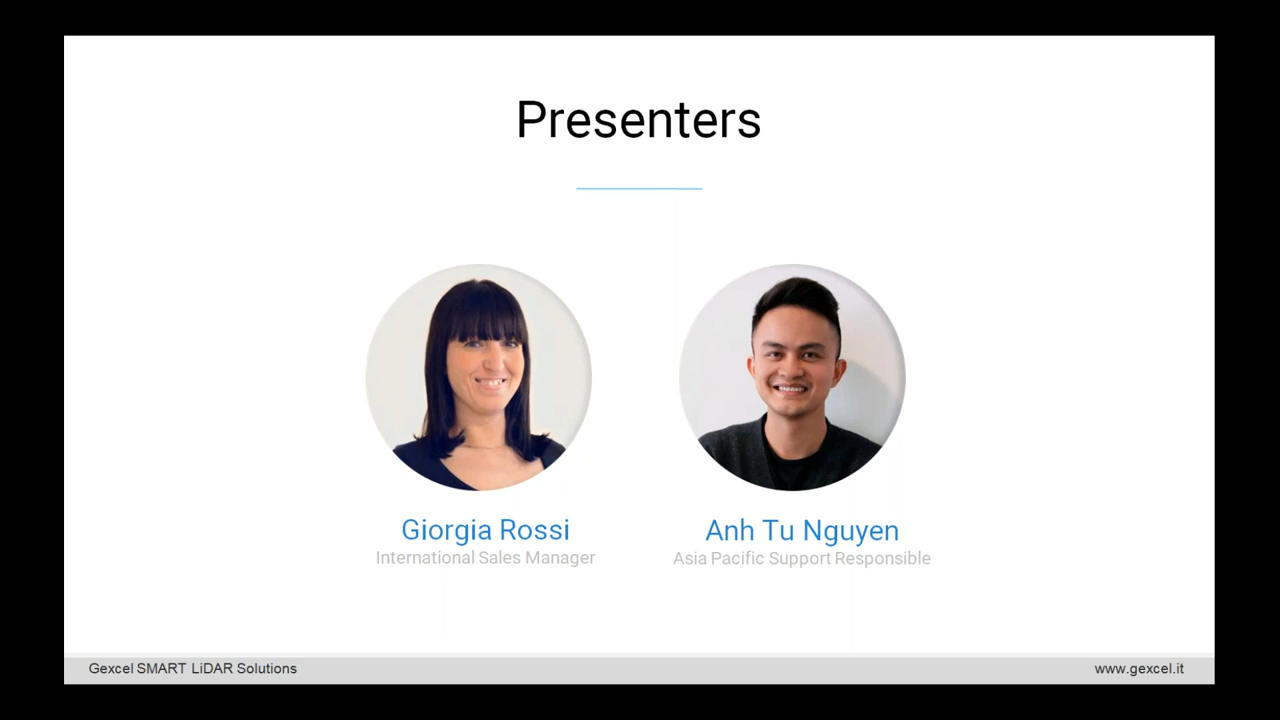 Presenters
Giorgia Rossi
International Sales Manager
Anh Tu Nguyen
Asia Pacific Support Responsible
Gexcel SMART LiDAR Solutions
www.gexcel.it